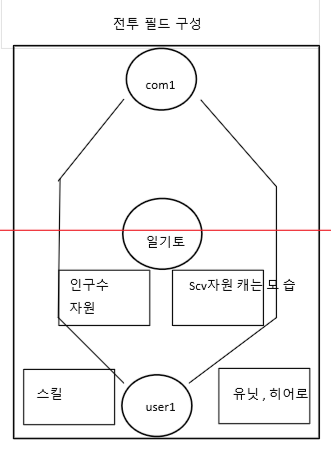 전투 필드 구성
com1
일기토
인구수
자원
Scv자원 캐는 모 습
스킬
user1
유닛 , 히어로